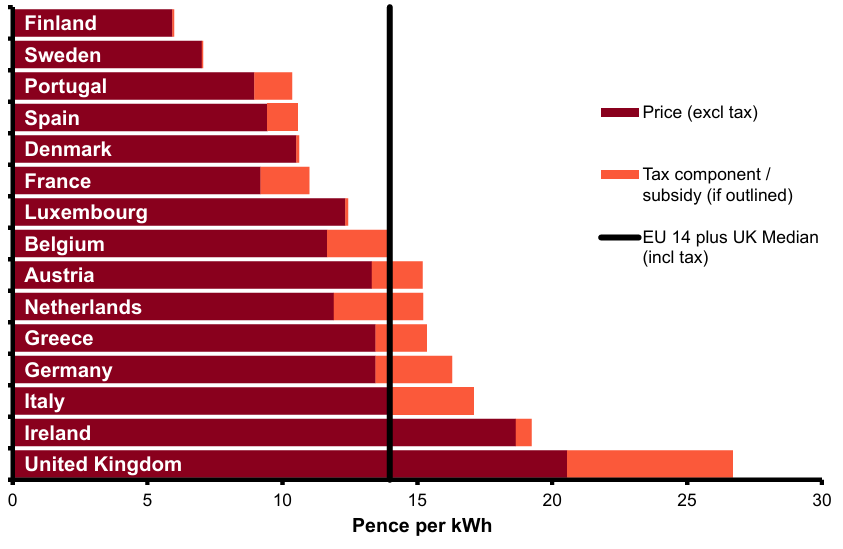 Finland
Sweden
Portugal
Spain
Denmark
France
Luxembourg
Belgium
Austria
Netherlands
Greece
Germany
Italy
Ireland
United Kingdom
Price (excl tax)
Tax component /
subsidy (if outlined)
EU 14 plus UK Median
(incl tax)
0 5 10 15 20 25 30
Pence per kWh